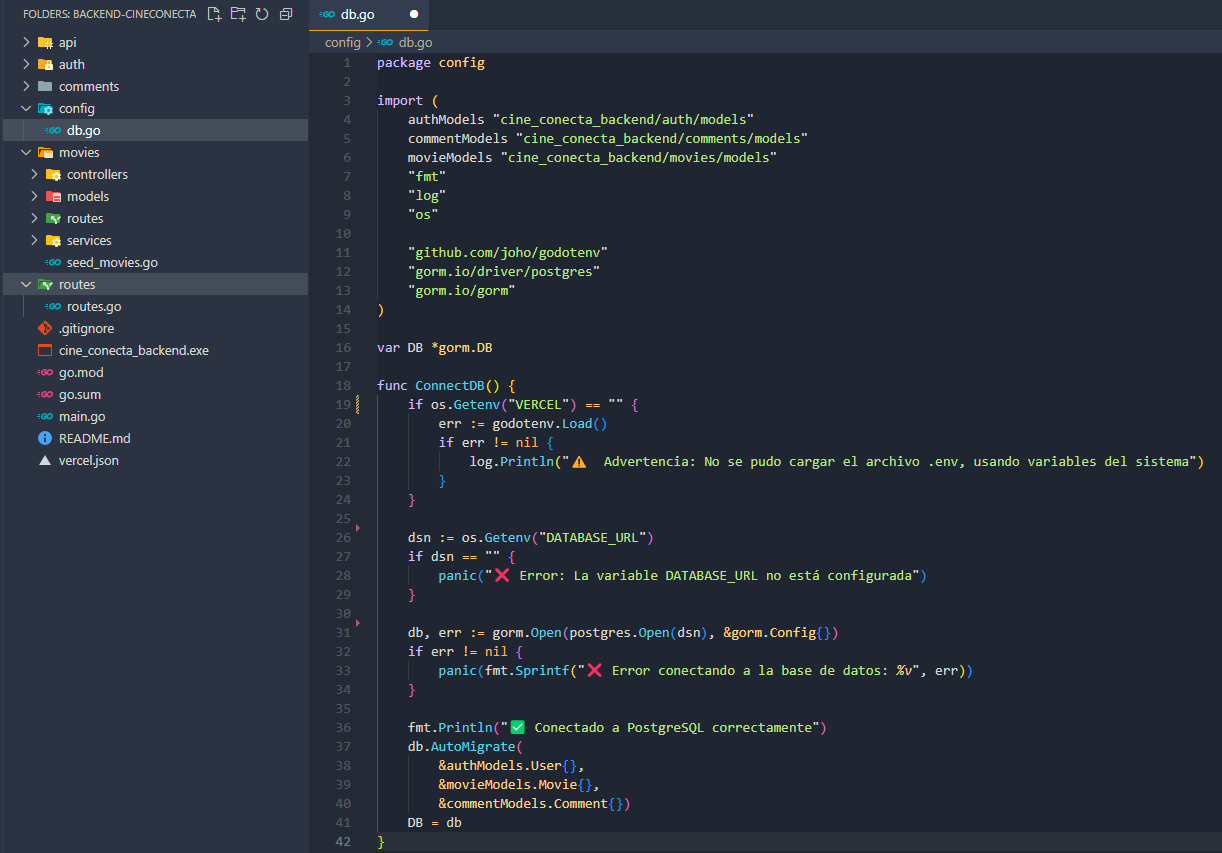 FOLDERS: BACKEND-CINECONECTA
api
auth
comments
config
GO db.go
movies
controllers
models
routes
services
GO seed_movies.go
routes
GO routes.go
.gitignore
cine_conecta_backend.exe
GO go.mod
GO go.sum
GO main.go
README.md
vercel.json
GO db.go
config > GO db.go
1 package config
2
3 import (
4 authModels "cine_conecta_backend/auth/models"
5 commentModels "cine_conecta_backend/comments/models"
6 movieModels "cine_conecta_backend/movies/models"
7 "fmt"
8 "log"
9 "os"
10
11 "github.com/joho/godotenv"
12 "gorm.io/driver/postgres"
13 "gorm.io/gorm"
14 )
15
16 var DB *gorm.DB
17
18 func ConnectDB() {
19 if os.Getenv("VERCEL") == "" {
20 err := godotenv.Load()
21 if err != nil {
22 log.Println("⚠️ Advertencia: No se pudo cargar el archivo .env, usando variables del sistema")
23 }
24 }
25
26 dsn := os.Getenv("DATABASE_URL")
27 if dsn == "" {
28 panic("❌ Error: La variable DATABASE_URL no está configurada")
29 }
30
31 db, err := gorm.Open(postgres.Open(dsn), &gorm.Config{})
32 if err != nil {
33 panic(fmt.Sprintf("❌ Error conectando a la base de datos: %v", err))
34 }
35
36 fmt.Println("✅ Conectado a PostgreSQL correctamente")
37 db.AutoMigrate(
38 &authModels.User{},
39 &movieModels.Movie{},
40 &commentModels.Comment{})
41 DB = db
42 }